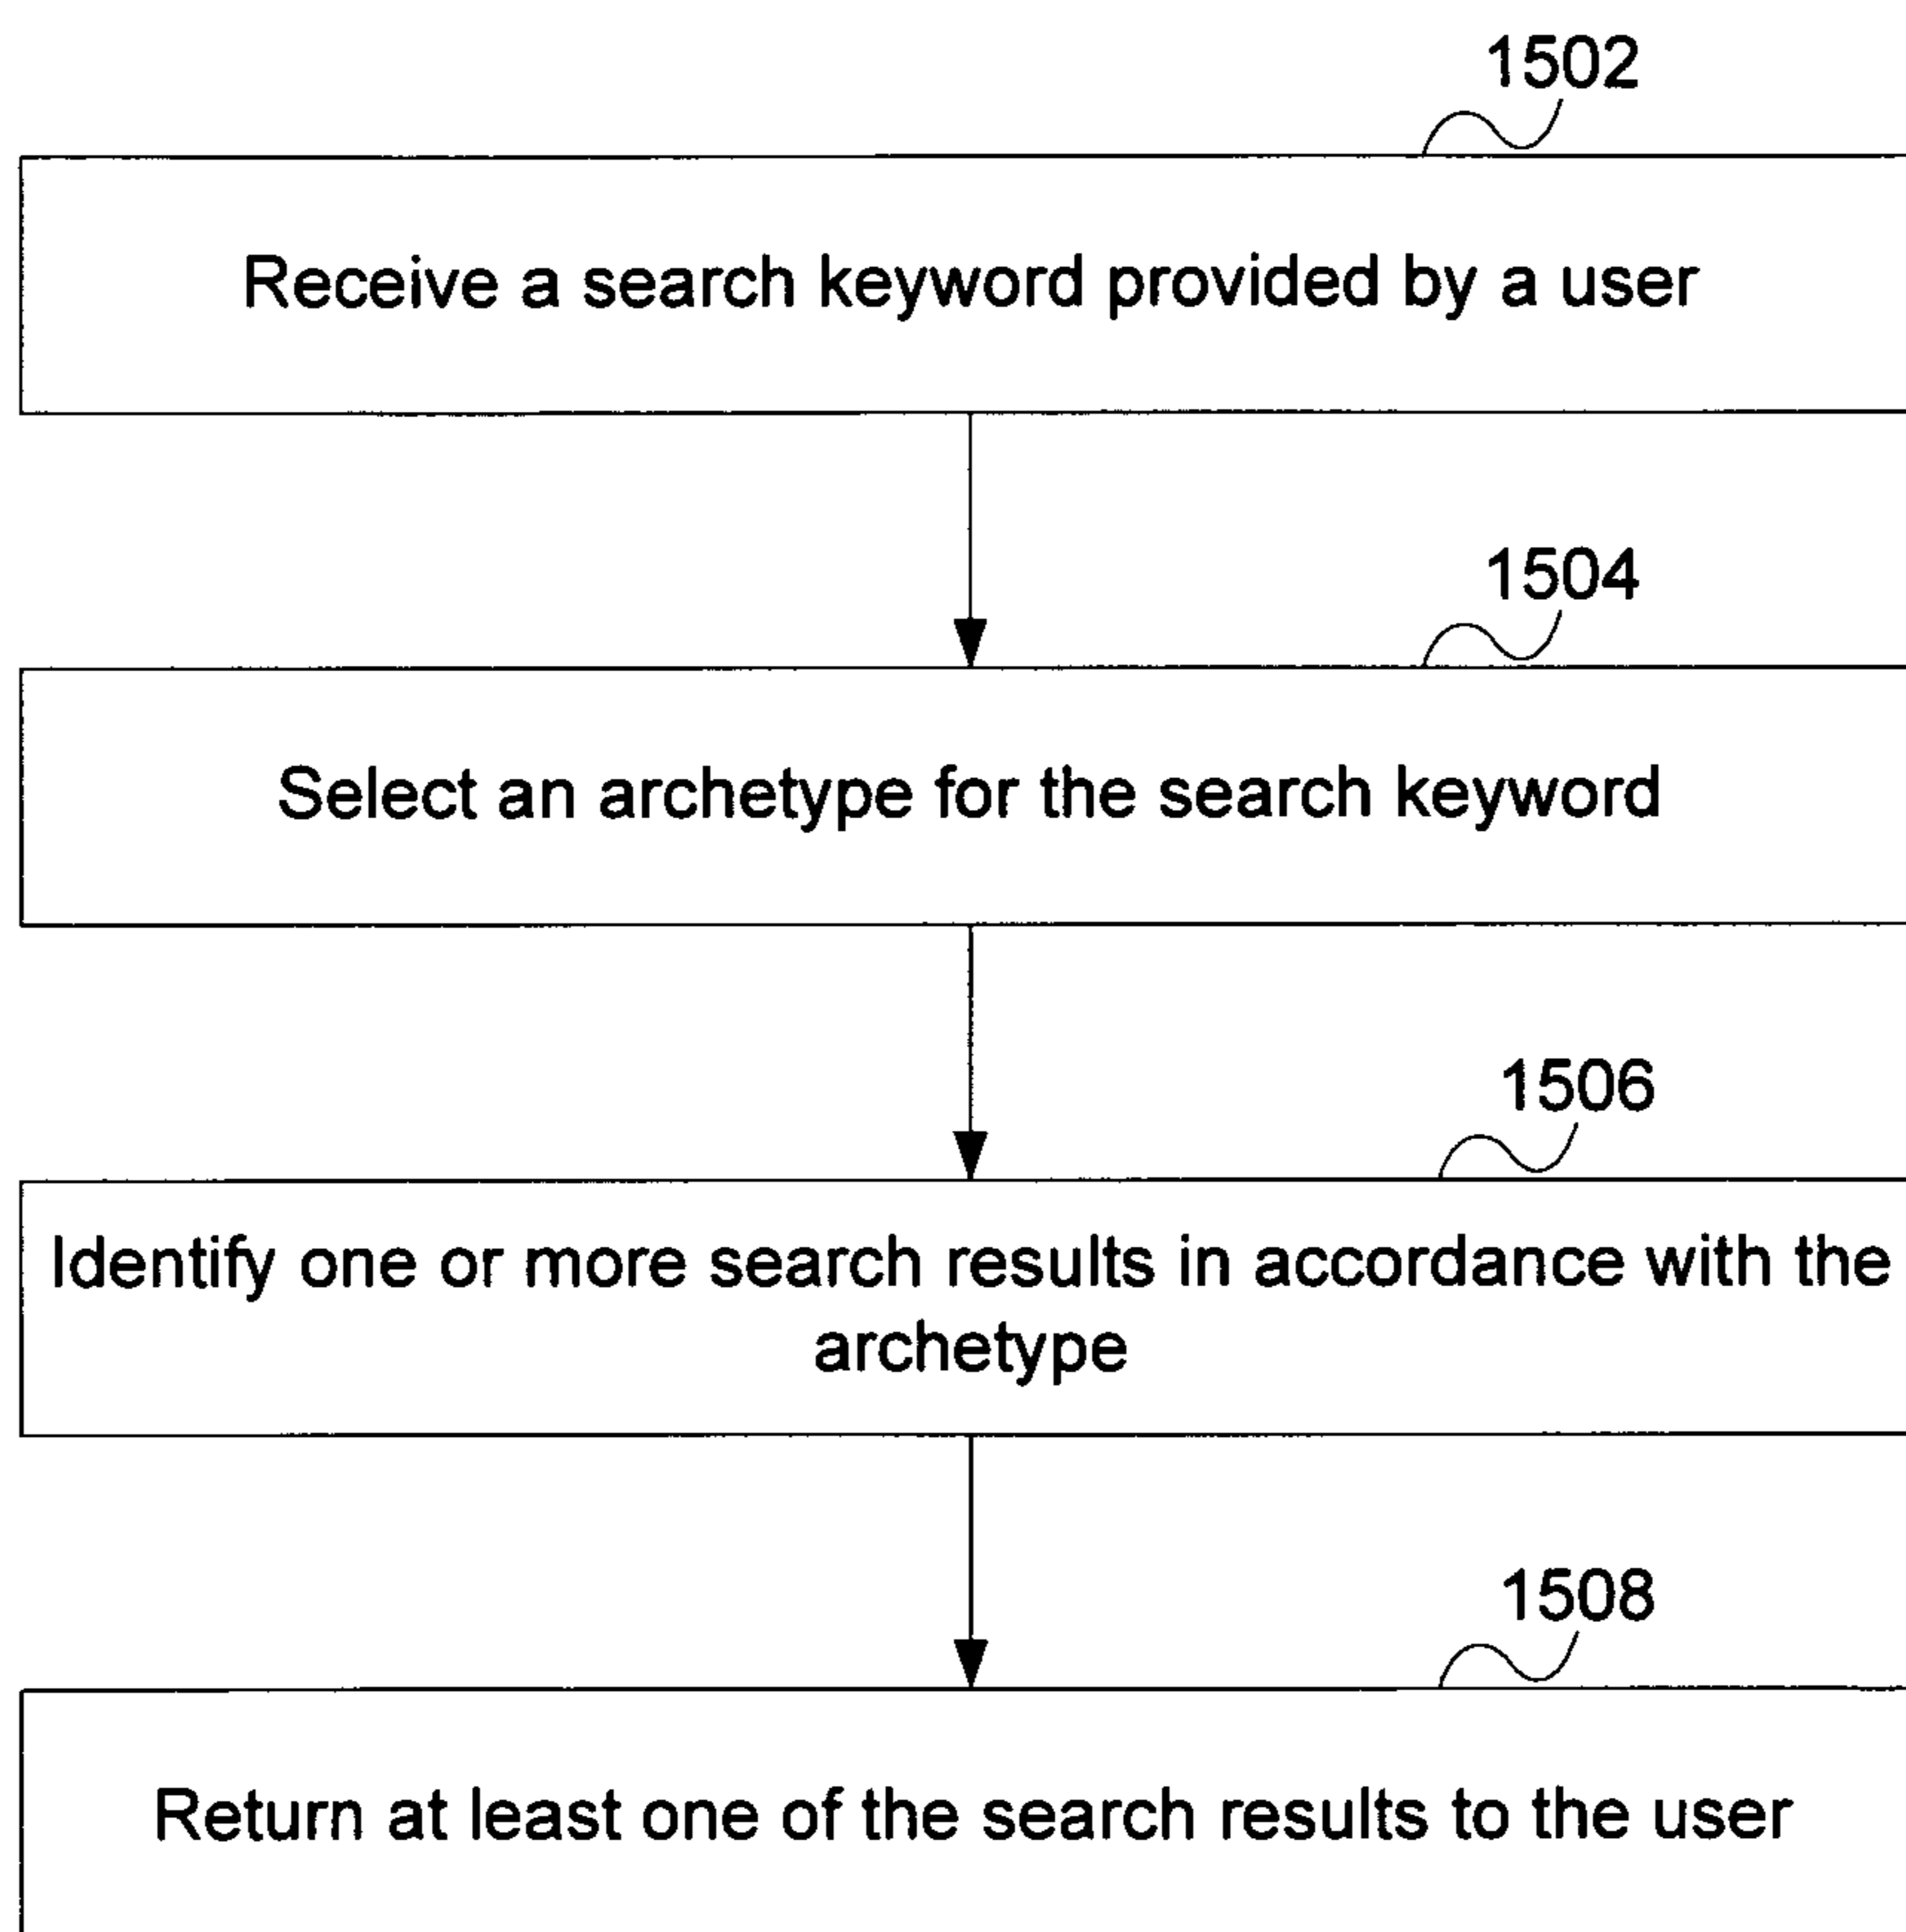 1502
Receive a search keyword provided by a user
1504
Select an archetype for the search keyword
1506
Identify one or more search results in accordance with the
archetype
1508
Return at least one of the search results to the user